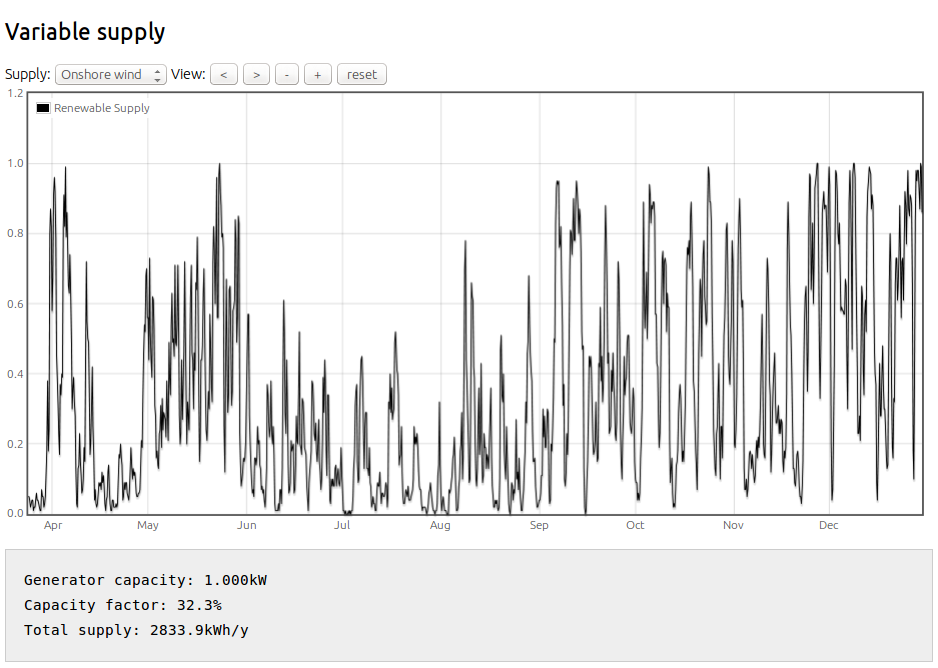 Variable supply
Supply: Onshore wind View: < > - + reset
1.2
Renewable Supply
1.0
0.8
0.6
0.4
0.2
0.0
Apr May Jun Jul Aug Sep Oct Nov Dec
Generator capacity: 1.000kW
Capacity factor: 32.3%
Total supply: 2833.9kWh/y